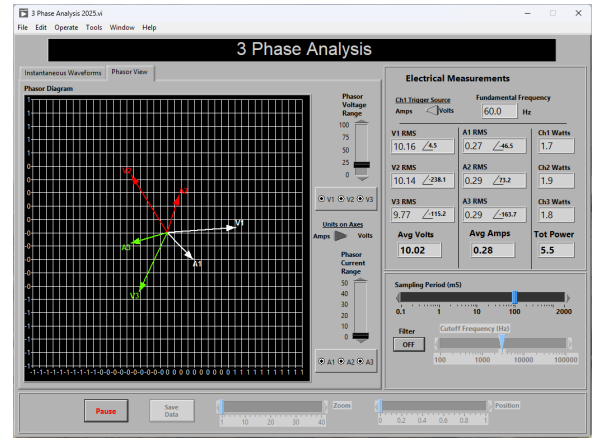 3 Phase Analysis 2025.vi
File Edit Operate Tools Window Help
3 Phase Analysis
Instantaneous Waveforms Phasor View
Phasor Diagram
V2
A2
V1
A3
A1
V3
Phasor
Voltage
Range
100
75
50
25
0
V1 V2 V3
Units on Axes
Amps Volts
Phasor
Current
Range
50
40
30
20
10
0
A1 A2 A3
Electrical Measurements
Ch1 Trigger Source
Amps Volts
Fundamental Frequency
60.0 Hz
V1 RMS A1 RMS Ch1 Watts
10.16 4.5 0.27 -46.5 1.7
V2 RMS A2 RMS Ch2 Watts
10.14 -238.1 0.29 73.2 1.9
V3 RMS A3 RMS Ch3 Watts
9.77 -115.2 0.29 -163.7 1.8
Avg Volts Avg Amps Tot Power
10.02 0.28 5.5
Sampling Period (mS)
0.1 1 10 100 2000
Filter
OFF
Cutoff Frequency (Hz)
100 1000 10000 100000
Pause
Save
Data
Zoom
1 10 20 30 40
Position
0 0.2 0.4 0.6 0.8 1